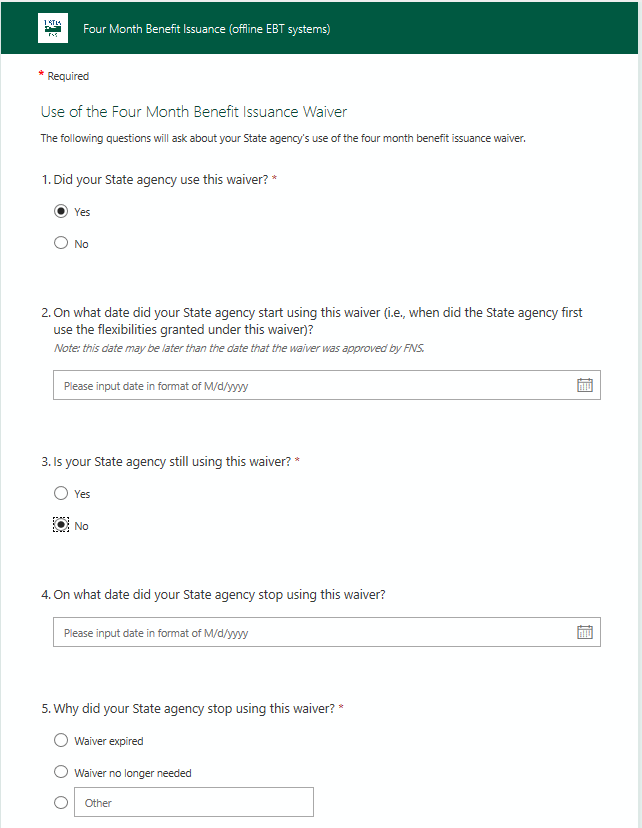 Four Month Benefit Issuance (offline EBT systems)
* Required
Use of the Four Month Benefit Issuance Waiver
The following questions will ask about your State agency's use of the four month benefit issuance waiver.
1. Did your State agency use this waiver? *
Yes
No
2. On what date did your State agency start using this waiver (i.e., when did the State agency first
use the flexibilities granted under this waiver)?
Note: this date may be later than the date that the waiver was approved by FNS.
Please input date in format of M/d/yyyy
3. Is your State agency still using this waiver? *
Yes
No
4. On what date did your State agency stop using this waiver?
Please input date in format of M/d/yyyy
5. Why did your State agency stop using this waiver? *
Waiver expired
Waiver no longer needed
Other